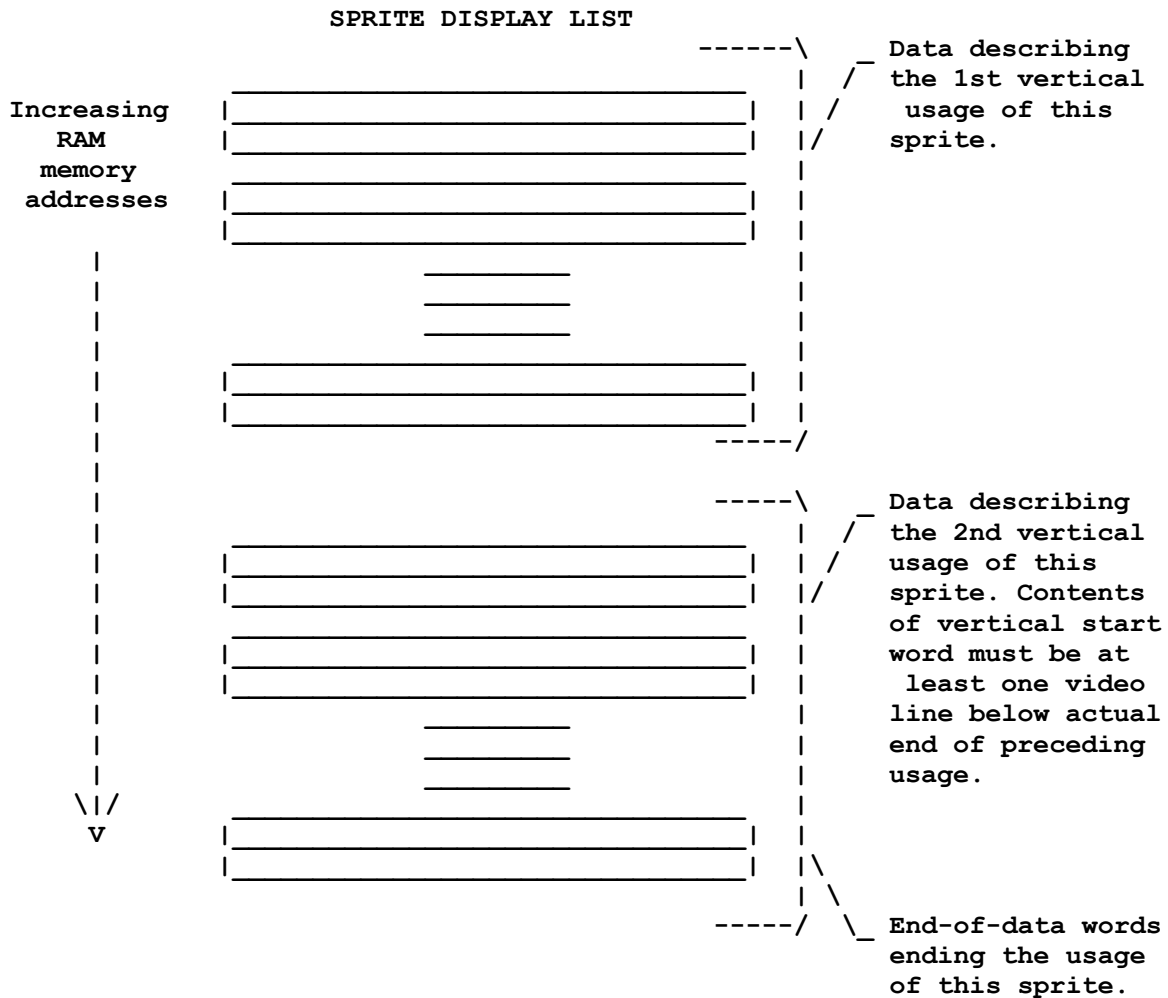 SPRITE DISPLAY LIST
Data describing
the 1st vertical
usage of this
sprite.
Increasing
RAM
memory
addresses
Data describing
the 2nd vertical
usage of this
sprite. Contents
of vertical start
word must be at
least one video
line below actual
end of preceding
usage.
End-of-data words
ending the usage
of this sprite.